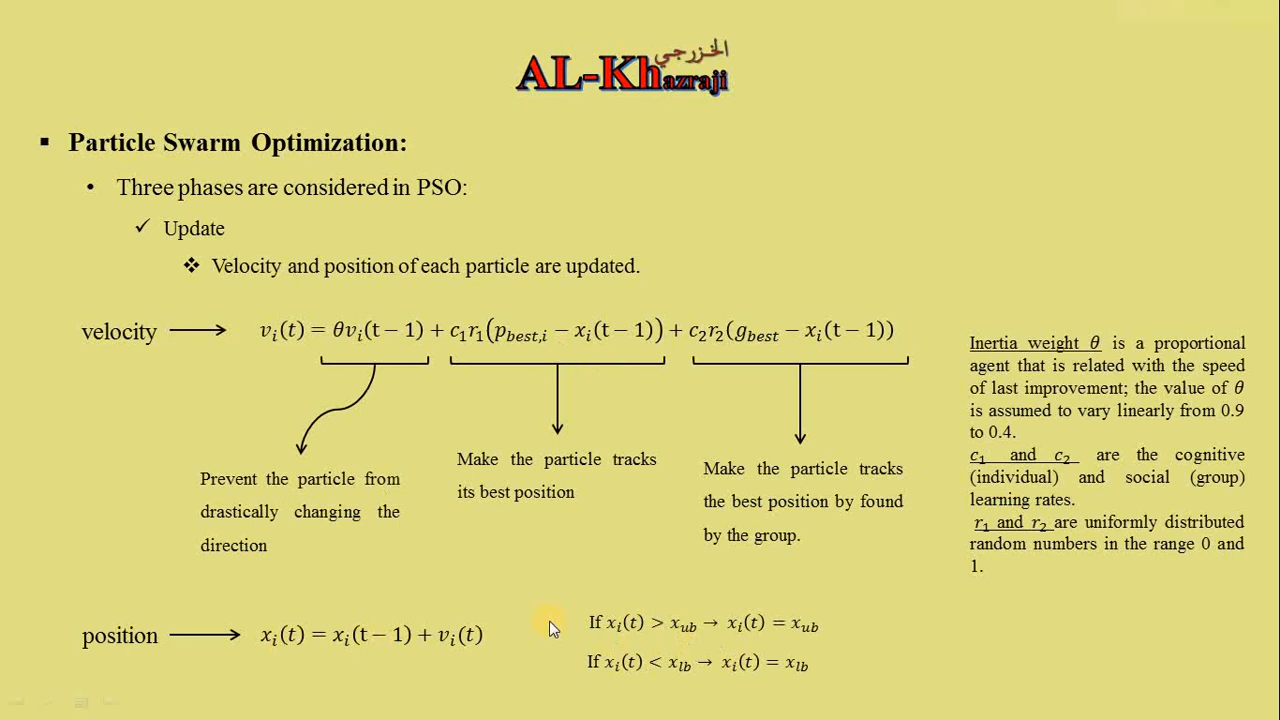 الخزرجي
AL-Khazraji
▪ Particle Swarm Optimization:
• Three phases are considered in PSO:
✓ Update
❖ Velocity and position of each particle are updated.
velocity → 𝑣ᵢ(t) = θ𝑣ᵢ(t − 1) + c₁r₁(p_best,i − xᵢ(t − 1)) + c₂r₂(g_best − xᵢ(t − 1))
Prevent the particle from
drastically changing the
direction
Make the particle tracks
its best position
Make the particle tracks
the best position by found
by the group.
Inertia weight θ is a proportional
agent that is related with the speed
of last improvement; the value of θ
is assumed to vary linearly from 0.9
to 0.4.
c₁ and c₂ are the cognitive
(individual) and social (group)
learning rates.
r₁ and r₂ are uniformly distributed
random numbers in the range 0 and
1.
position → xᵢ(t) = xᵢ(t − 1) + 𝑣ᵢ(t)
If xᵢ(t) > x_ub → xᵢ(t) = x_ub
If xᵢ(t) < x_lb → xᵢ(t) = x_lb